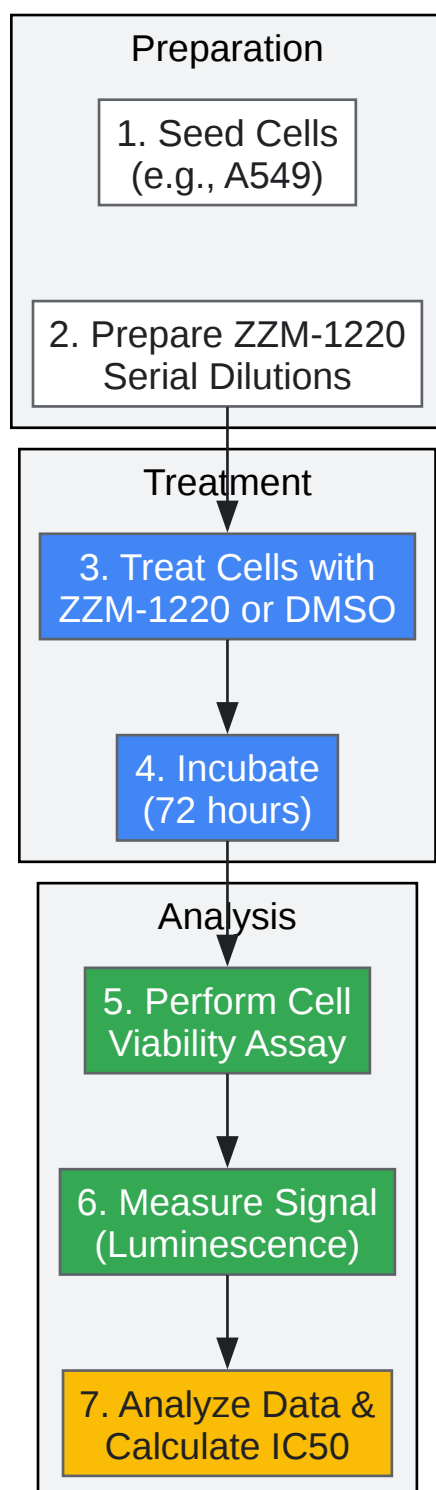 Preparation
1. Seed Cells
(e.g., A549)
2. Prepare ZZM-1220
Serial Dilutions
Treatment
3. Treat Cells with
ZZM-1220 or DMSO
4. Incubate
(72 hours)
Analysis
5. Perform Cell
Viability Assay
6. Measure Signal
(Luminescence)
7. Analyze Data &
Calculate IC50